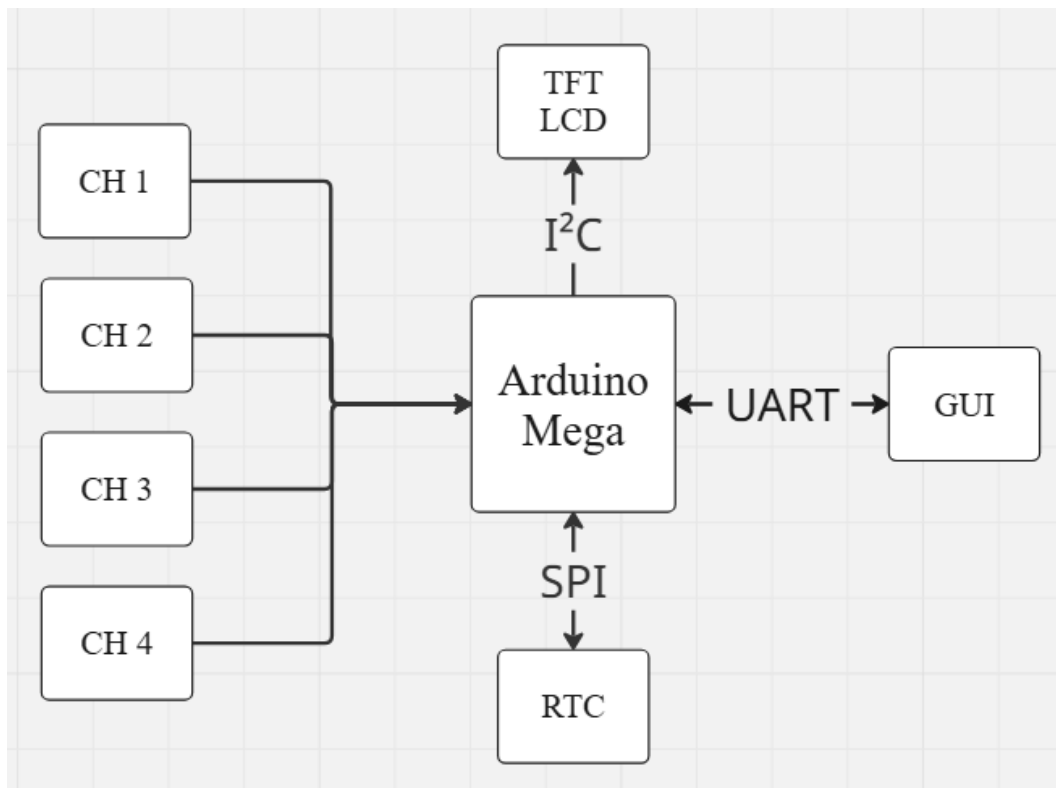 TFT
LCD
CH 1
I²C
CH 2
Arduino
Mega
UART
GUI
CH 3
SPI
CH 4
RTC